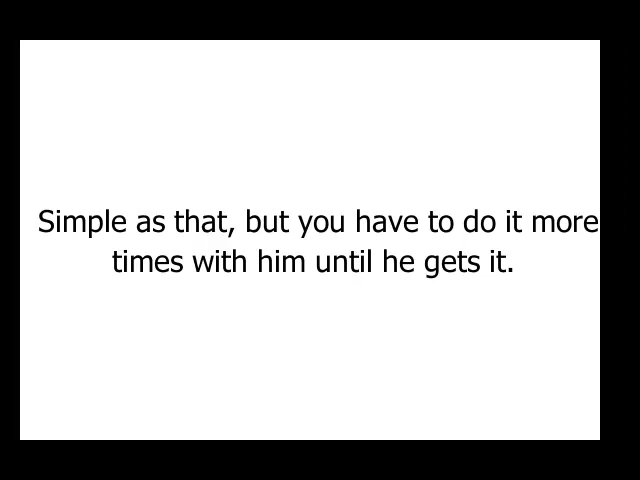 Simple as that, but you have to do it more
times with him until he gets it.